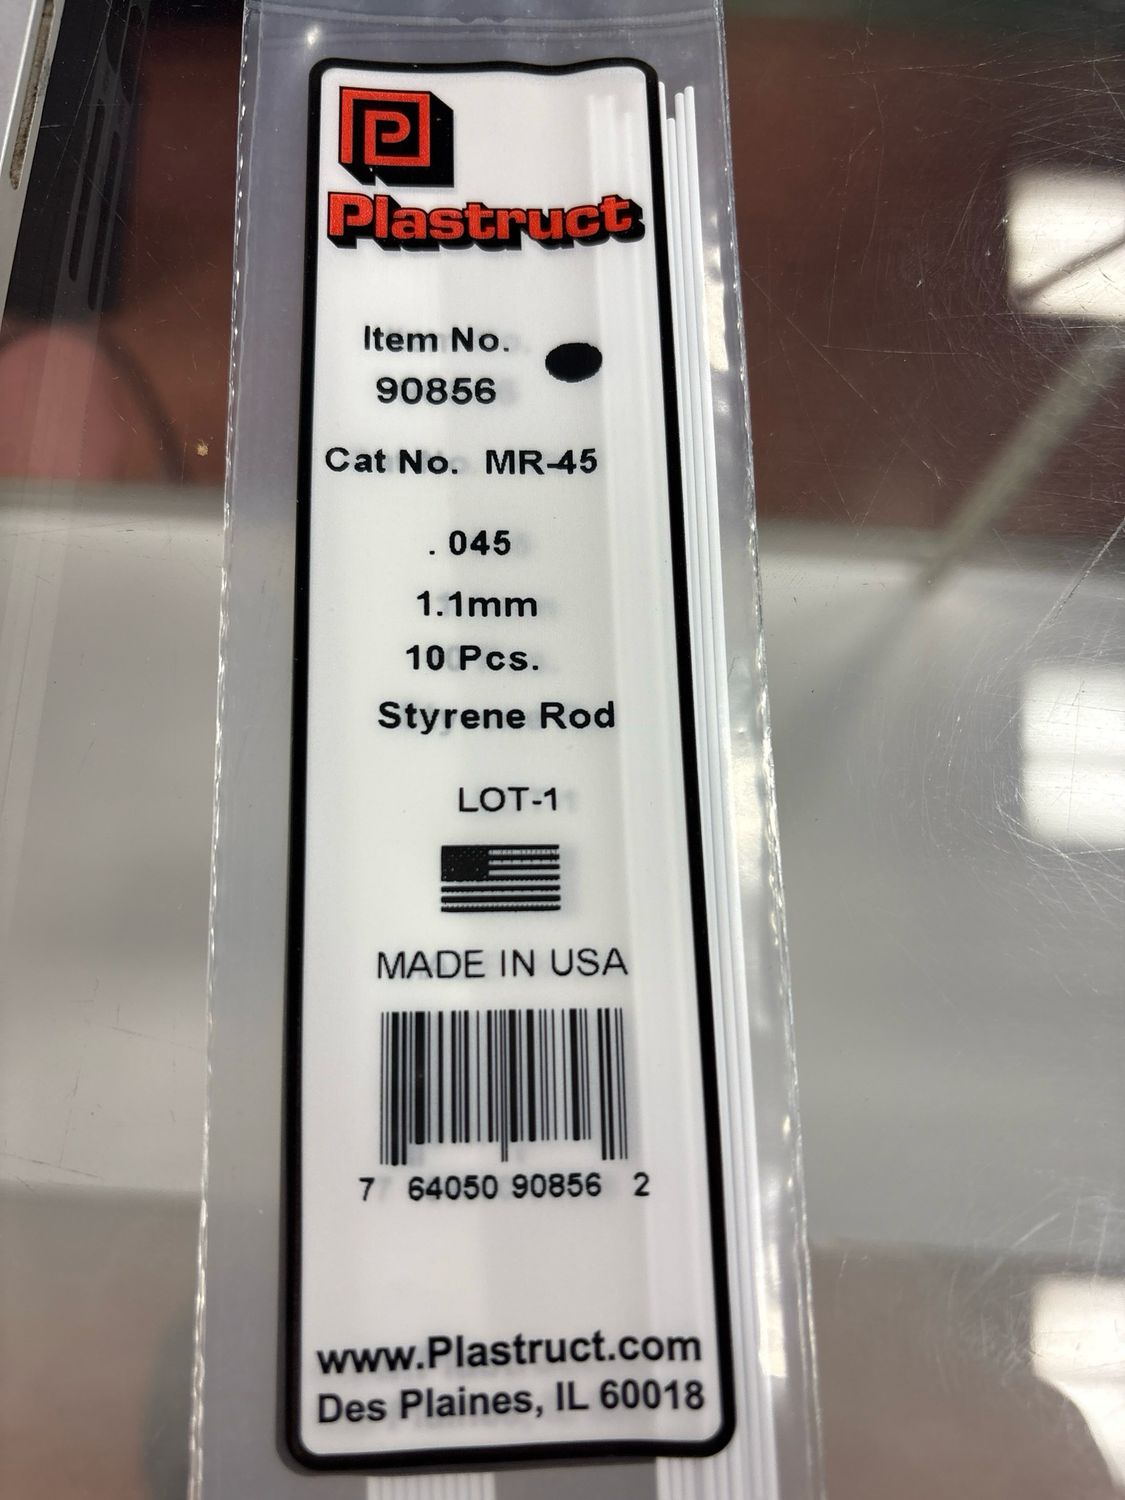 P
Plastruct
Item No.
90856
Cat No. MR-45
. 045
1.1mm
10 Pcs.
Styrene Rod
LOT-1
MADE IN USA
7 64050 90856 2
www.Plastruct.com
Des Plaines, IL 60018